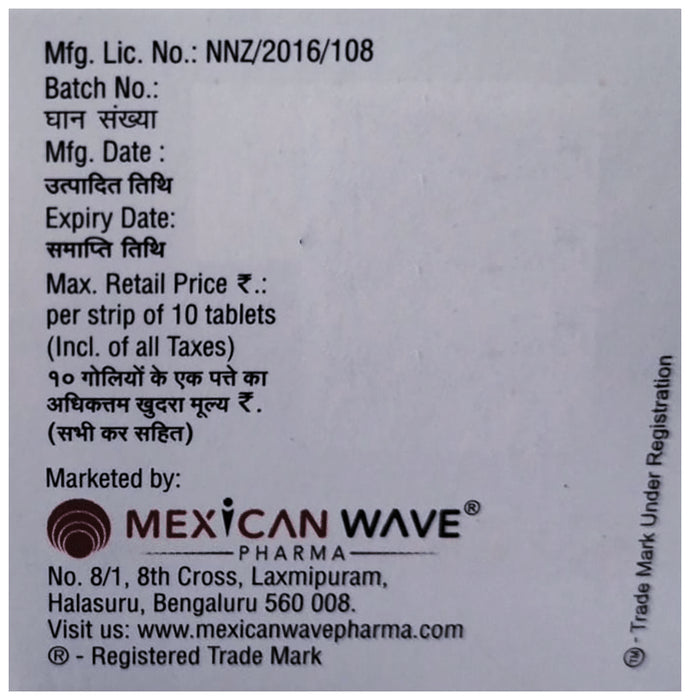 Mfg. Lic. No.: NNZ/2016/108
Batch No.:
घान संख्या
Mfg. Date :
उत्पादित तिथि
Expiry Date:
समाप्ति तिथि
Max. Retail Price ₹.:
per strip of 10 tablets
(Incl. of all Taxes)
१० गोलियों के एक पत्ते का
अधिकतम खुदरा मूल्य ₹.
(सभी कर सहित)
Marketed by:
MEXICAN WAVE®
PHARMA
No. 8/1, 8th Cross, Laxmipuram,
Halasuru, Bengaluru 560 008.
Visit us: www.mexicanwavepharma.com
® - Registered Trade Mark
™ - Trade Mark Under Registration